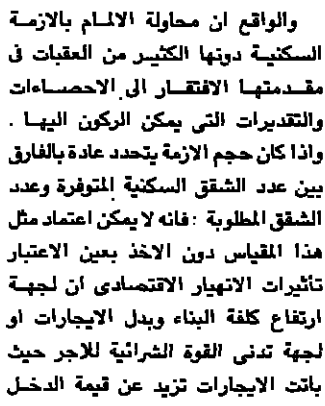 والواقع ان محاولة الالمام بالازمة
السكنية دونها الكثير من العقبات فى
مقدمتها الافتقار الى الاحصاءات
والتقديرات التى يمكن الركون اليها .
واذا كان حجم الازمة يتحدد عادة بالفارق
بين عدد الشقق السكنية المتوفرة وعدد
الشقق المطلوبة : فانه لا يمكن اعتماد مثل
هذا المقياس دون الاخذ بعين الاعتبار
تأثيرات الانهيار الاقتصادى ان لجهة
ارتفاع كلفة البناء وبدل الايجارات او
لجهة تدنى القوة الشرائية للاجر حيث
باتت الايجارات تزيد عن قيمة الدخل